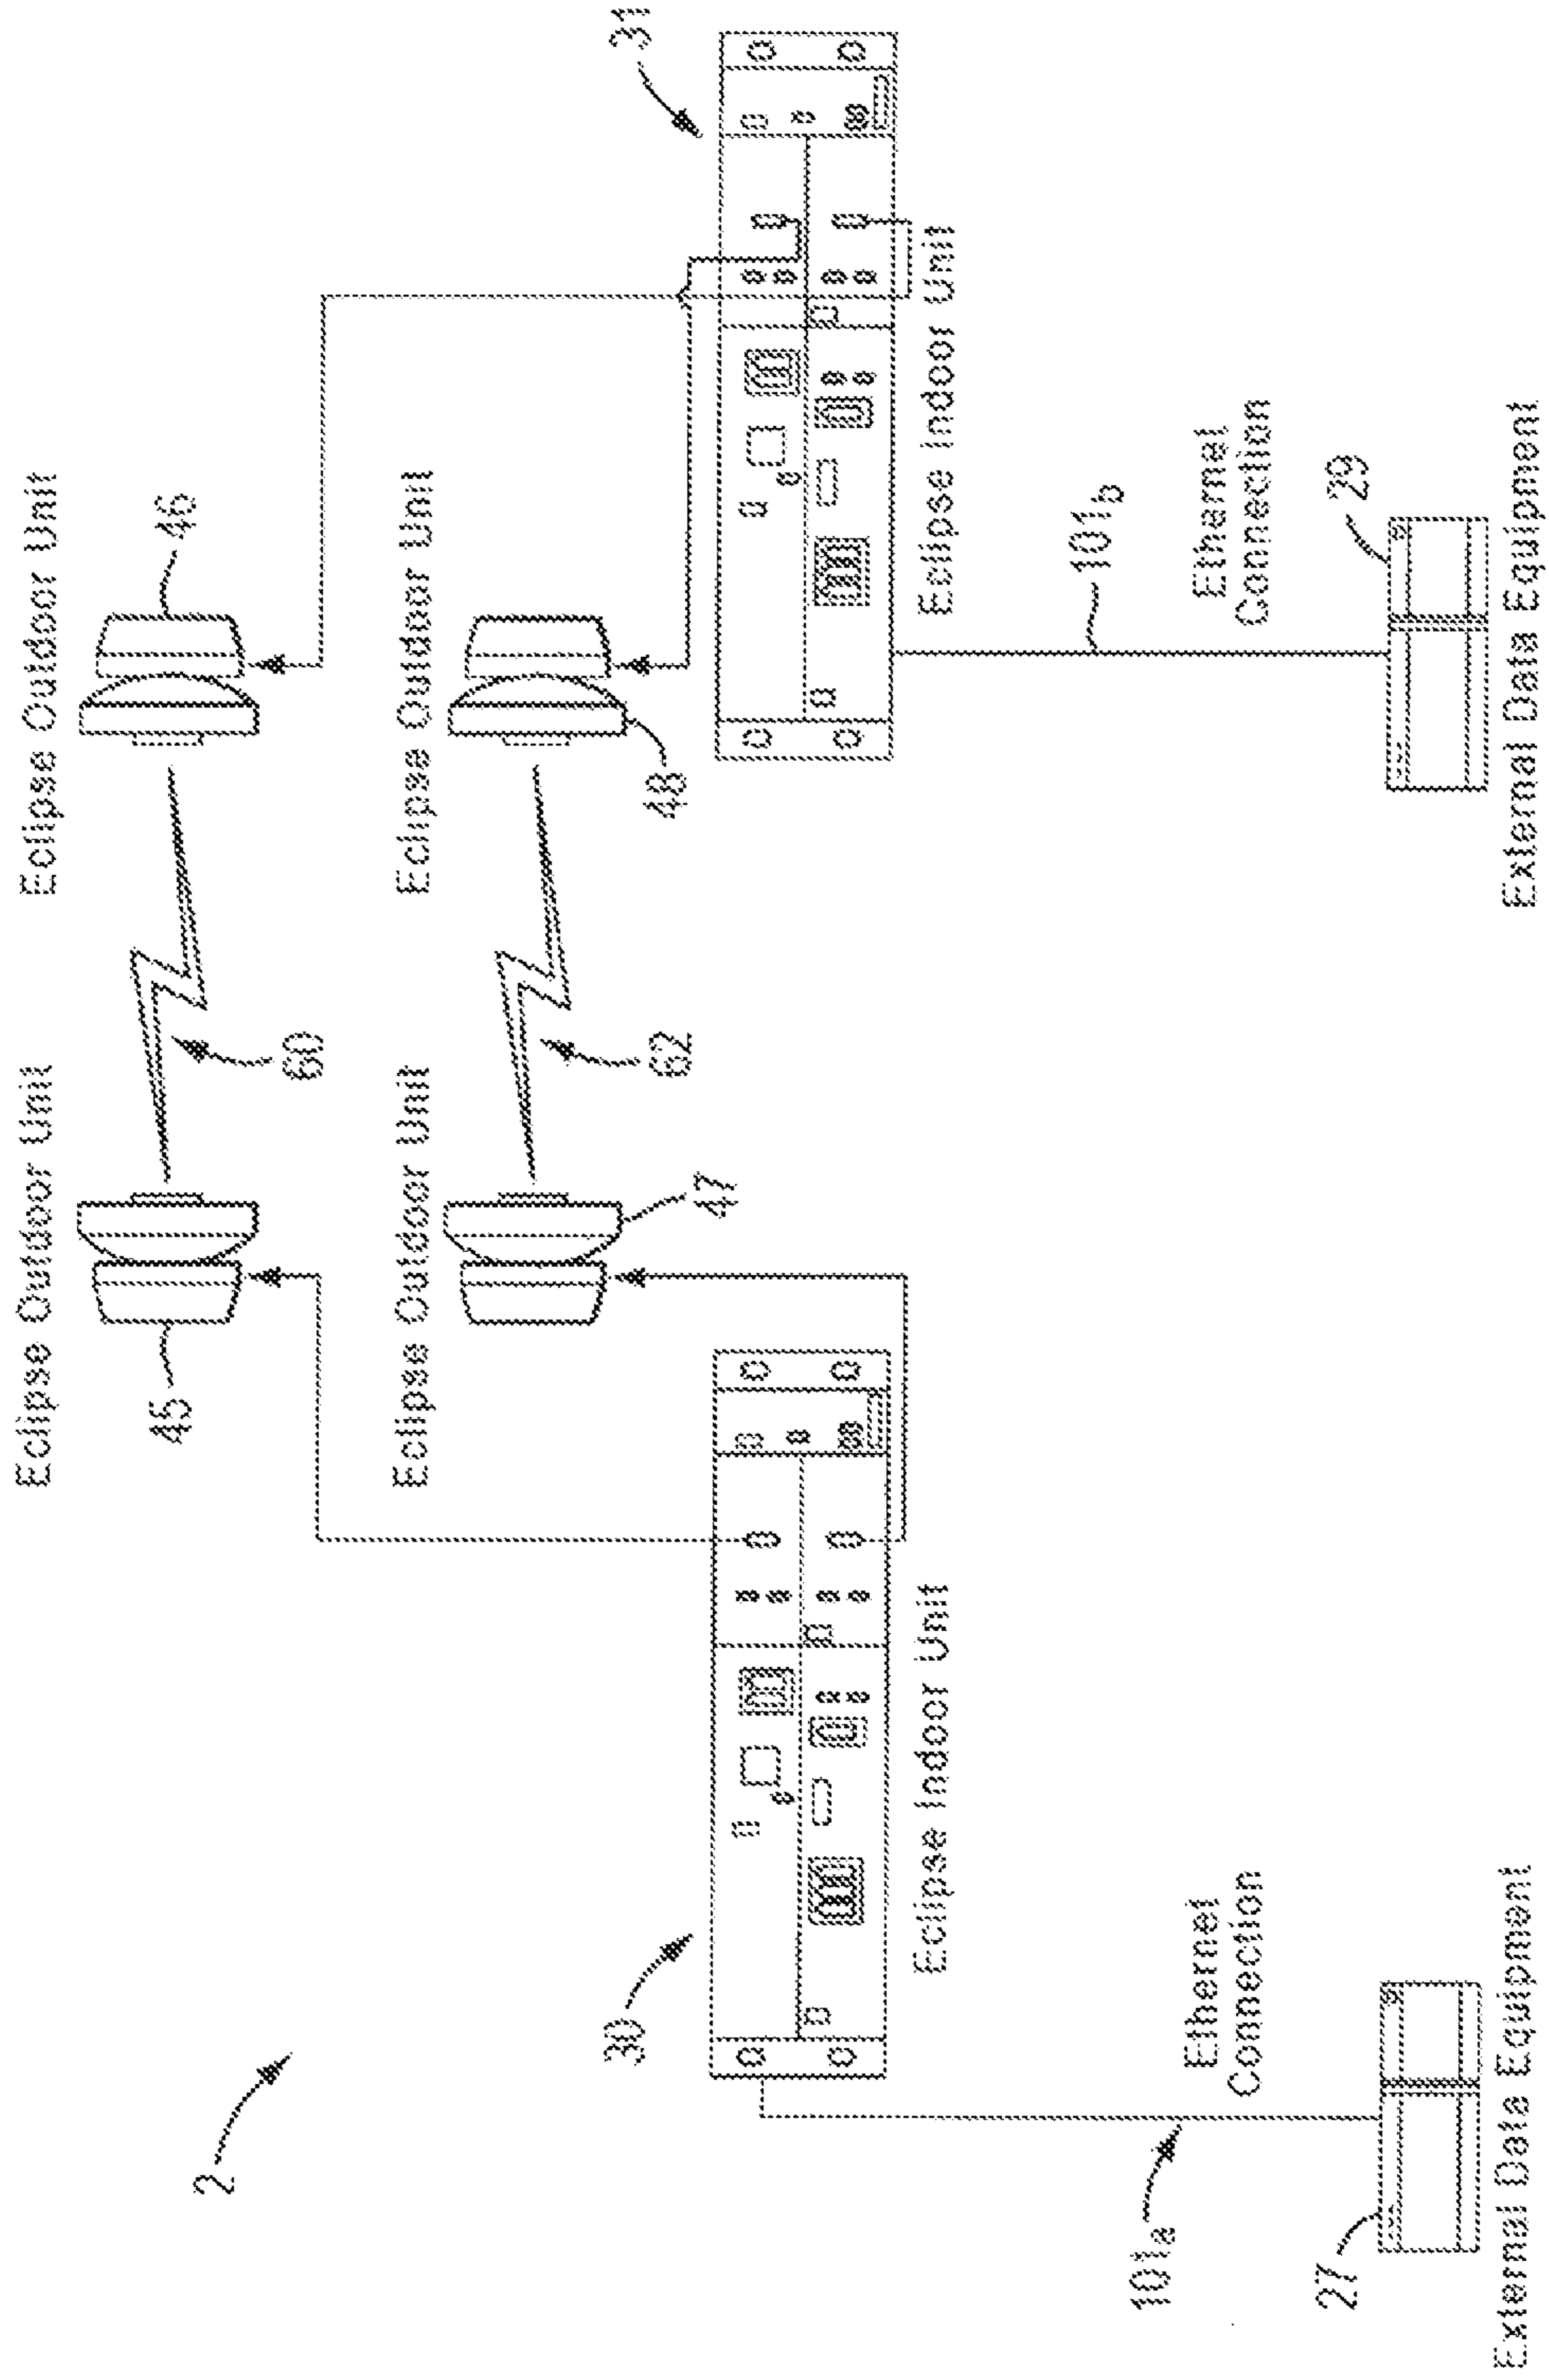 Eclipse Outdoor Unit
Eclipse Outdoor Unit
45
46
2
60
Eclipse Outdoor Unit
Eclipse Outdoor Unit
30
31
62
48
47
Eclipse Indoor Unit
Eclipse Indoor Unit
101a
101b
Ethernet
Connection
Ethernal
Connection
27
29
External Data Equipment
External Data Equipment